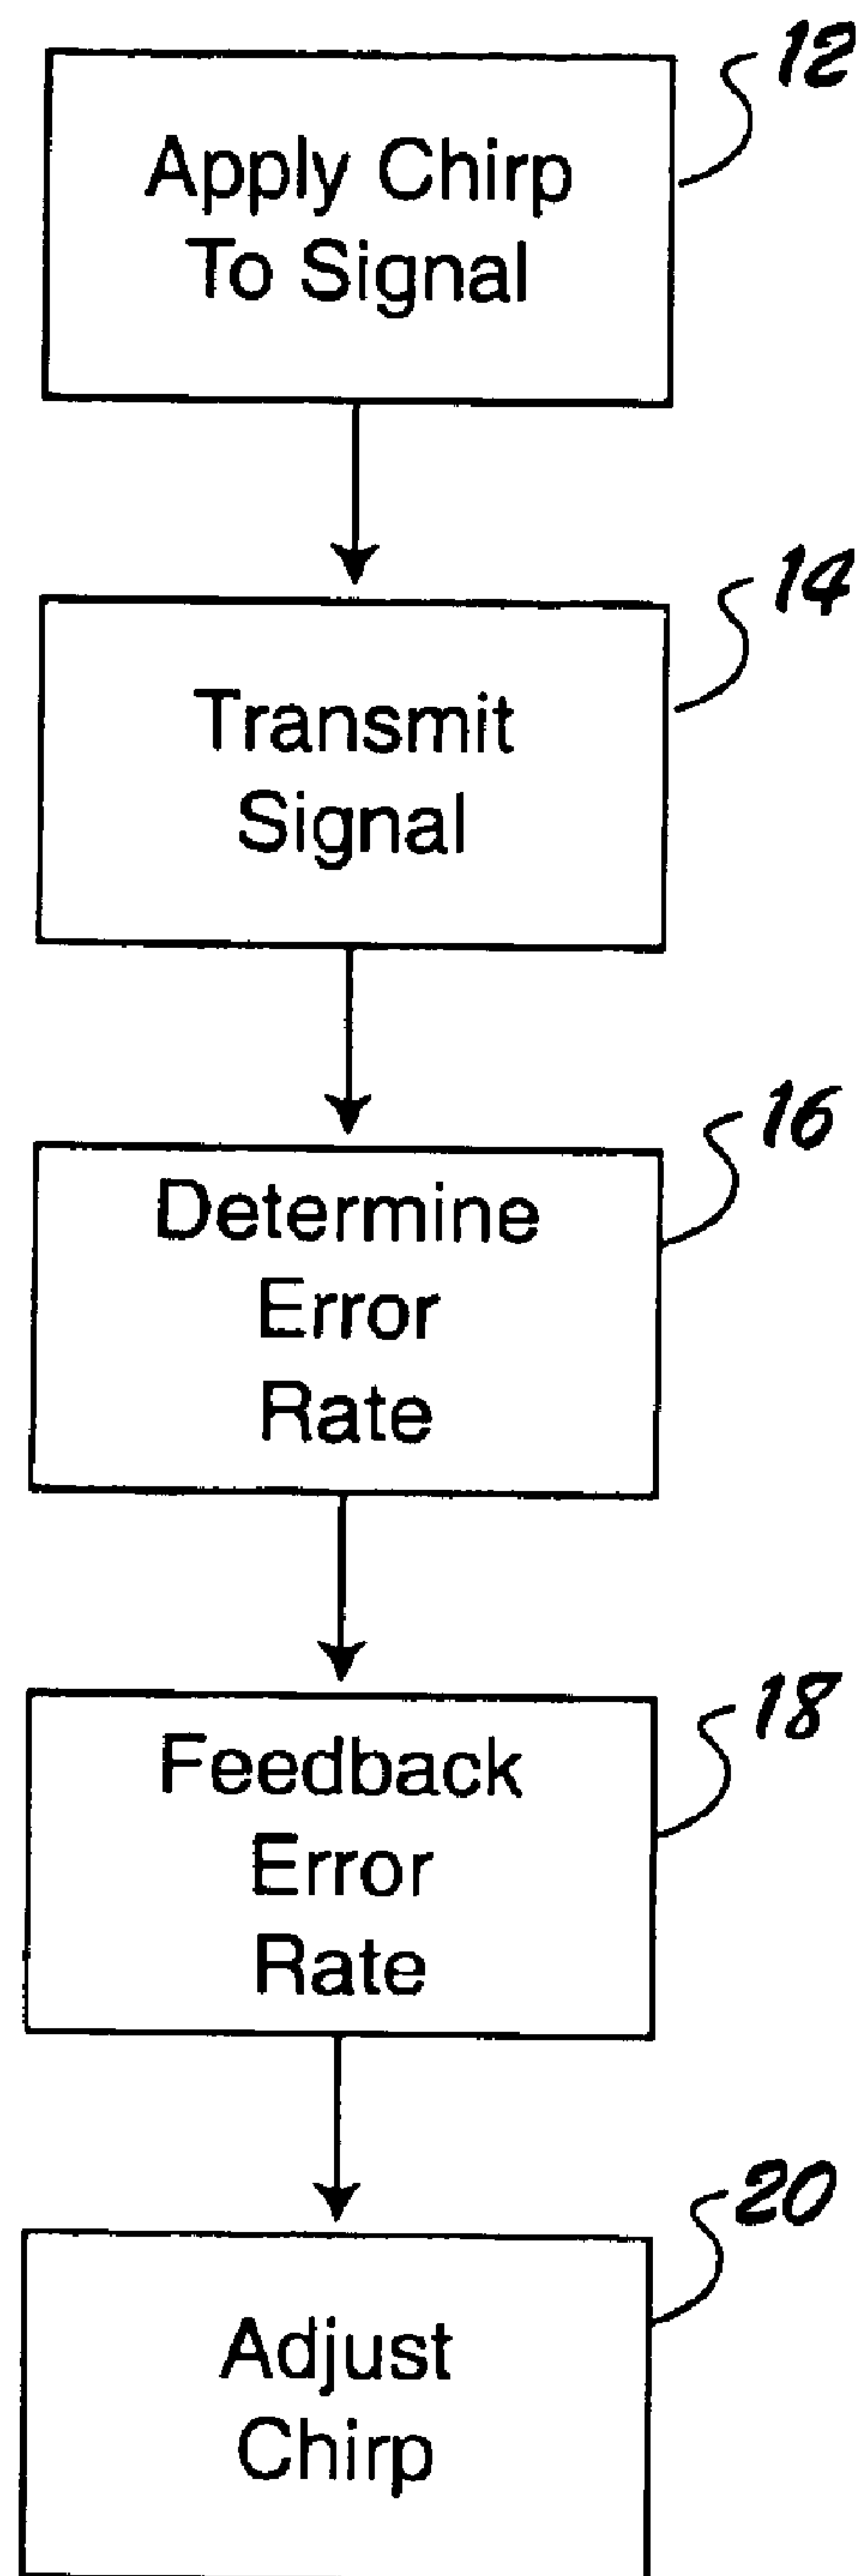 12
Apply Chirp
To Signal
14
Transmit
Signal
16
Determine
Error
Rate
18
Feedback
Error
Rate
20
Adjust
Chirp